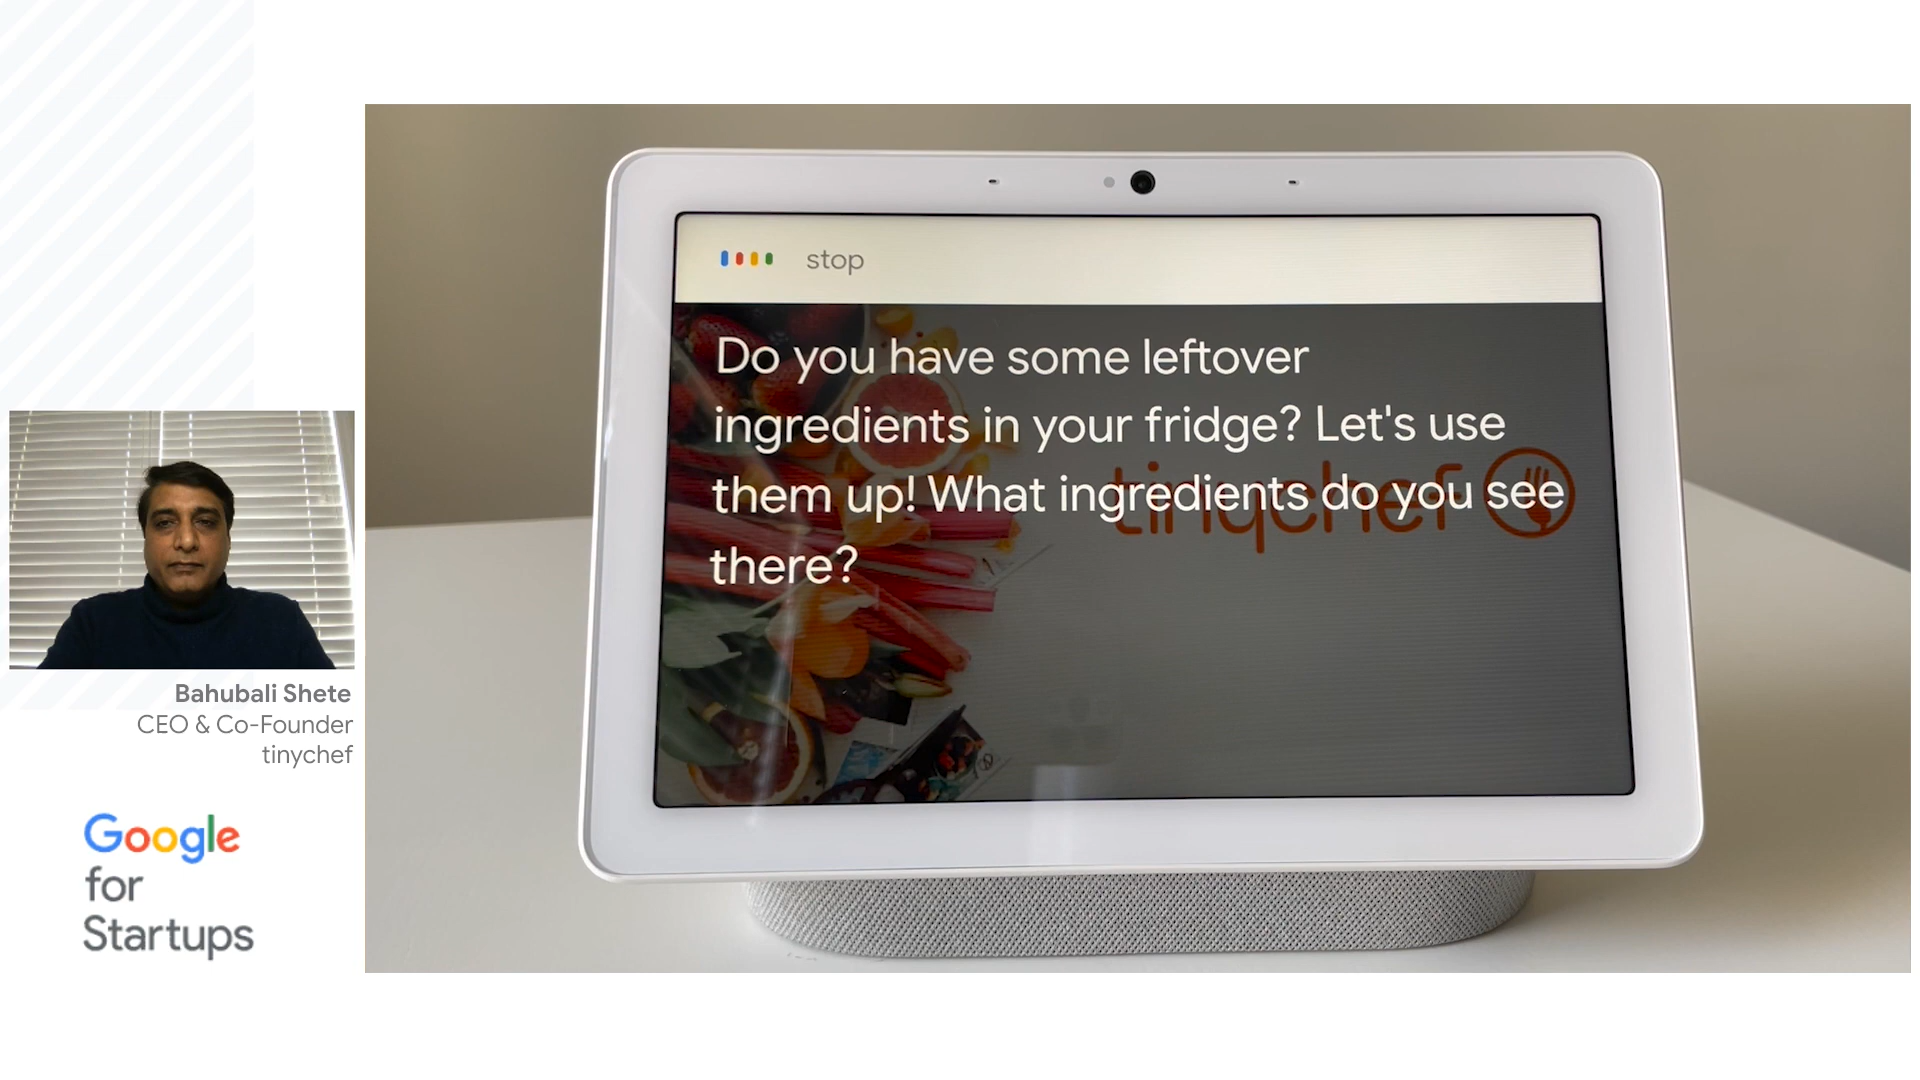 stop
Do you have some leftover
ingredients in your fridge? Let's use
them up! What ingredients do you see
there?
tinychef
Bahubali Shete
CEO & Co-Founder
tinychef
Google
for
Startups